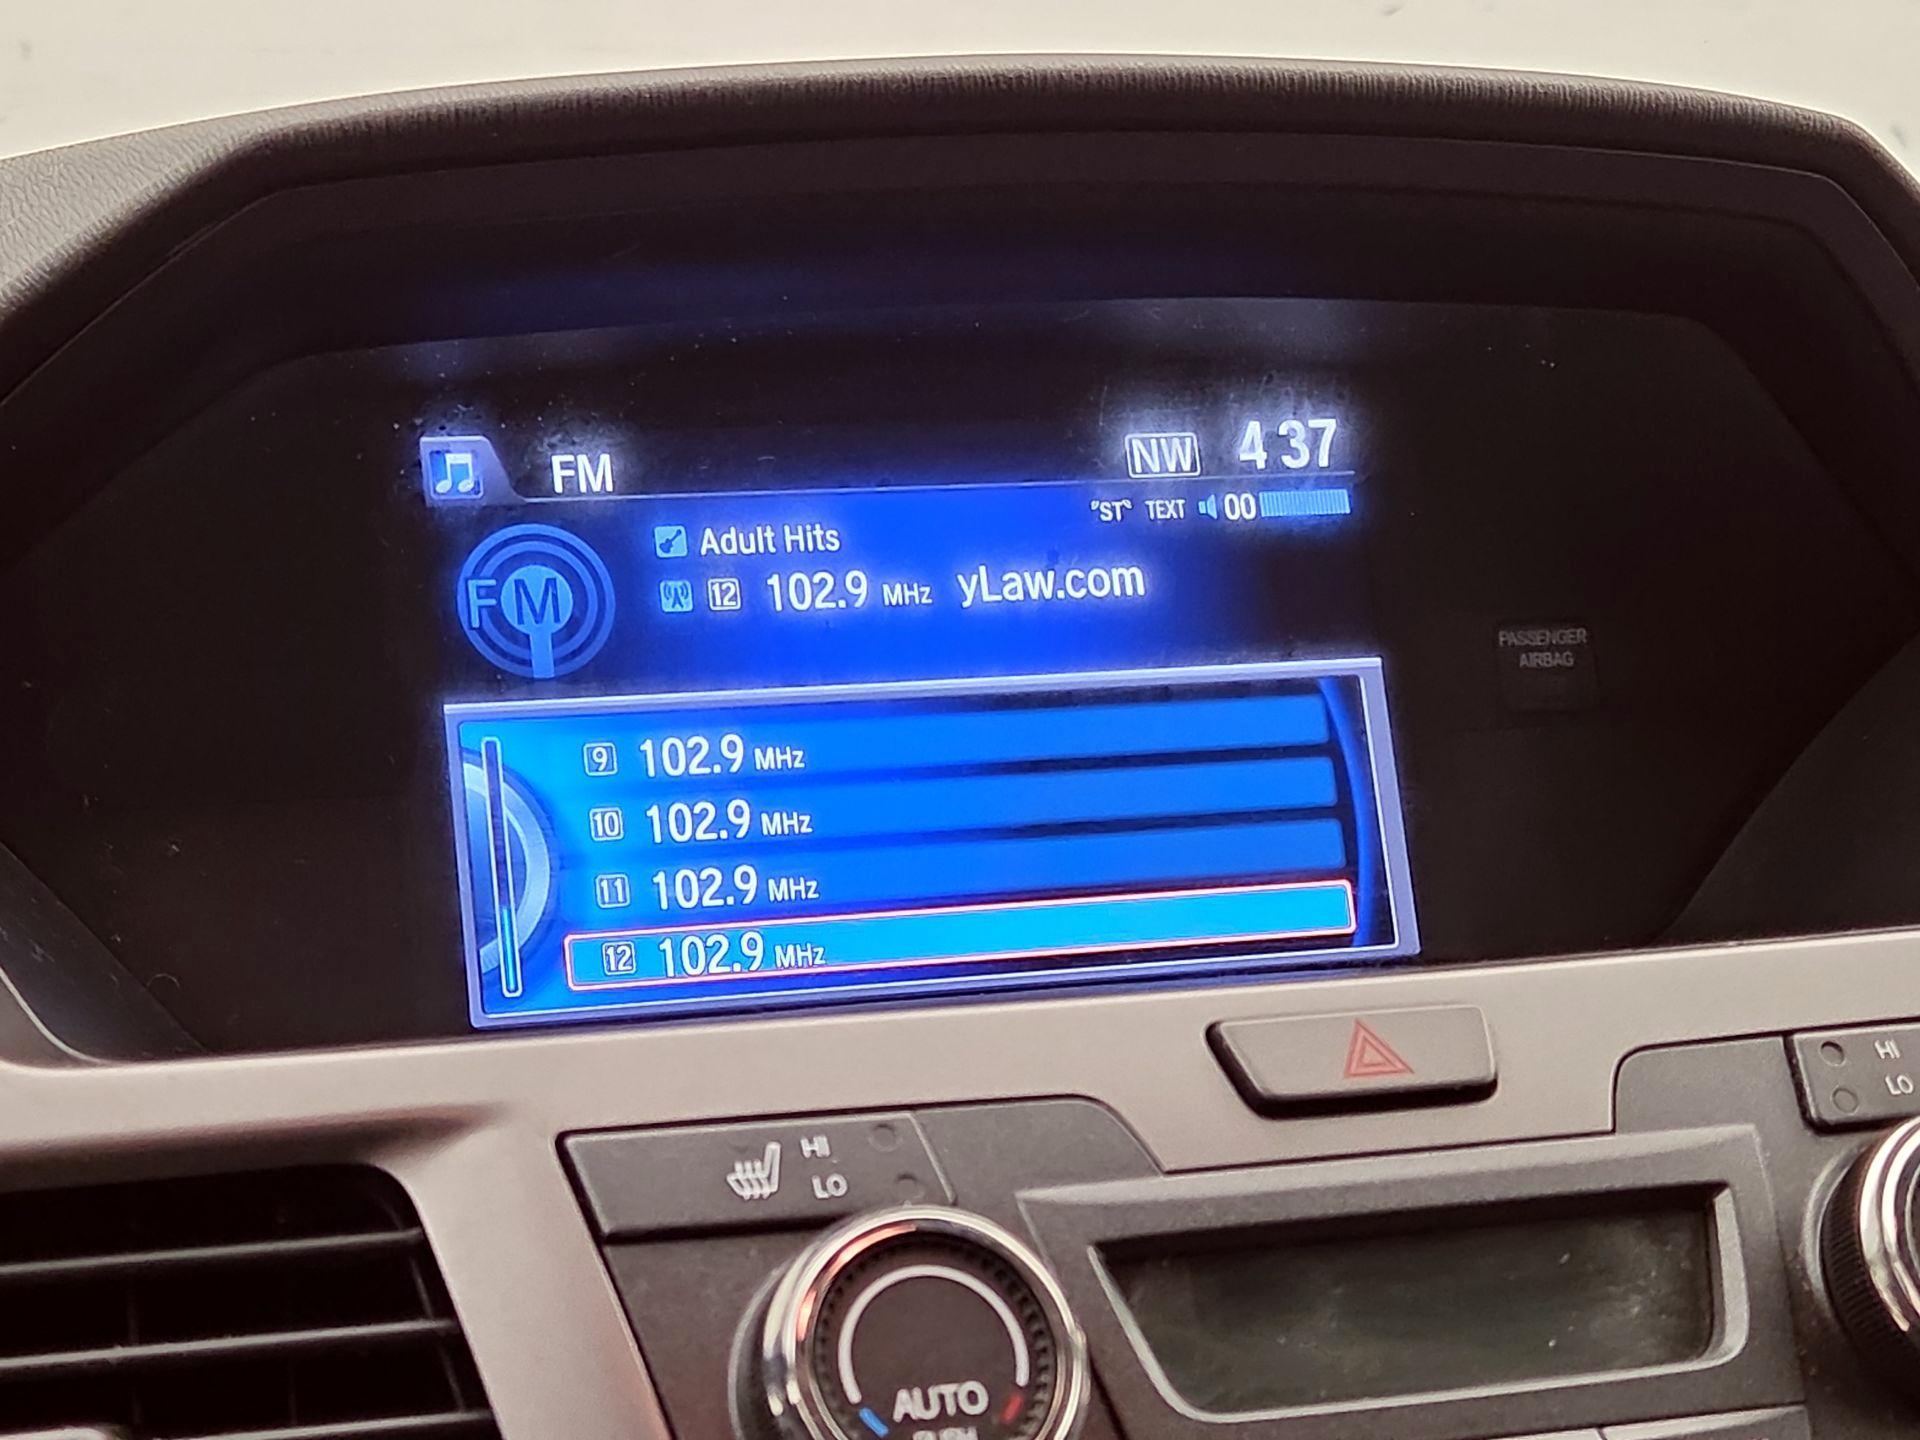 FM NW 4 37
"ST" TEXT 00
Adult Hits
FM
12 102.9 MHz yLaw.com
PASSENGER
AIRBAG
9 102.9 MHz
10 102.9 MHz
11 102.9 MHz
12 102.9 MHz
HI
LO
HI
LO
AUTO
PUSH